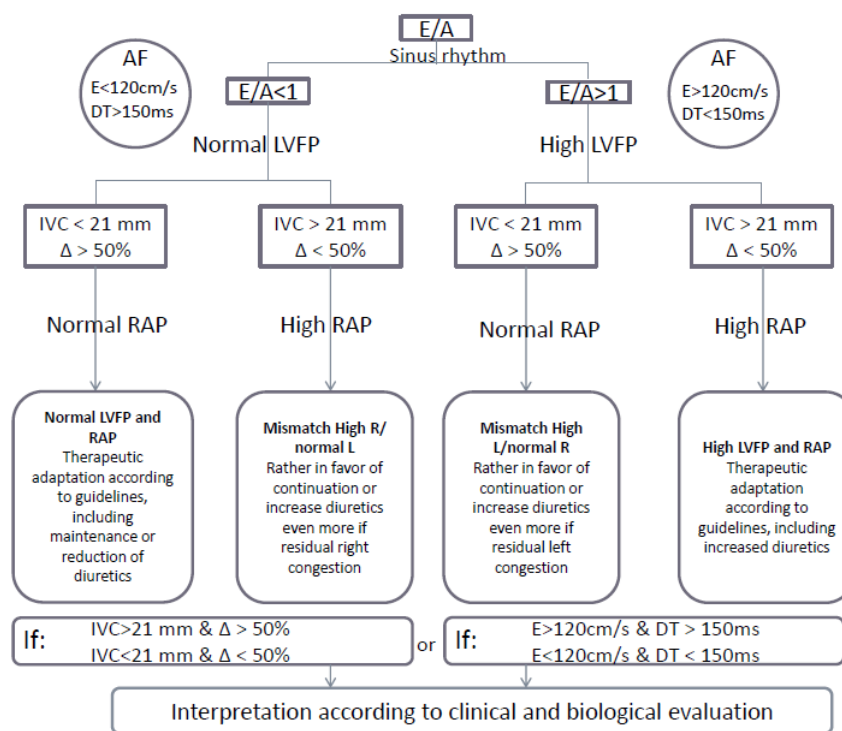 E/A
Sinus rhythm
AF
E<120cm/s
DT>150ms
E/A<1
E/A>1
AF
E>120cm/s
DT<150ms
Normal LVFP
High LVFP
IVC < 21 mm
Δ > 50%
IVC > 21 mm
Δ < 50%
IVC < 21 mm
Δ > 50%
IVC > 21 mm
Δ < 50%
Normal RAP
High RAP
Normal RAP
High RAP
Normal LVFP and
RAP
Therapeutic
adaptation according
to guidelines,
including
maintenance or
reduction of
diuretics
Mismatch High R/
normal L
Rather in favor of
continuation or
increase diuretics
even more if
residual right
congestion
Mismatch High
L/normal R
Rather in favor of
continuation or
increase diuretics
even more if
residual left
congestion
High LVFP and RAP
Therapeutic
adaptation
according to
guidelines, including
increased diuretics
If:
IVC>21 mm & Δ > 50%
IVC<21 mm & Δ < 50%
or
If:
E>120cm/s & DT > 150ms
E<120cm/s & DT < 150ms
Interpretation according to clinical and biological evaluation